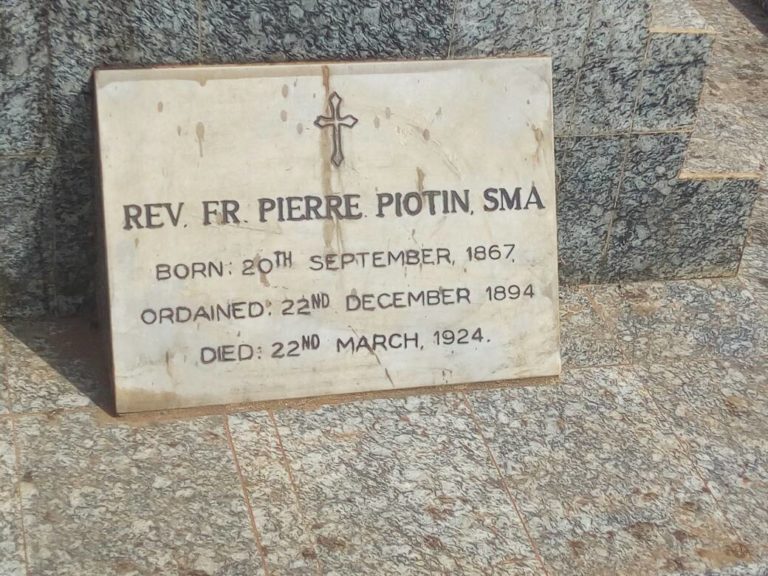 REV. FR. PIERRE PIOTIN, SMA
BORN: 20TH SEPTEMBER, 1867.
ORDAINED: 22ND DECEMBER 1894
DIED: 22ND MARCH, 1924.